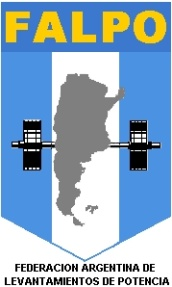 FALPO
FEDERACION ARGENTINA DE
LEVANTAMIENTOS DE POTENCIA